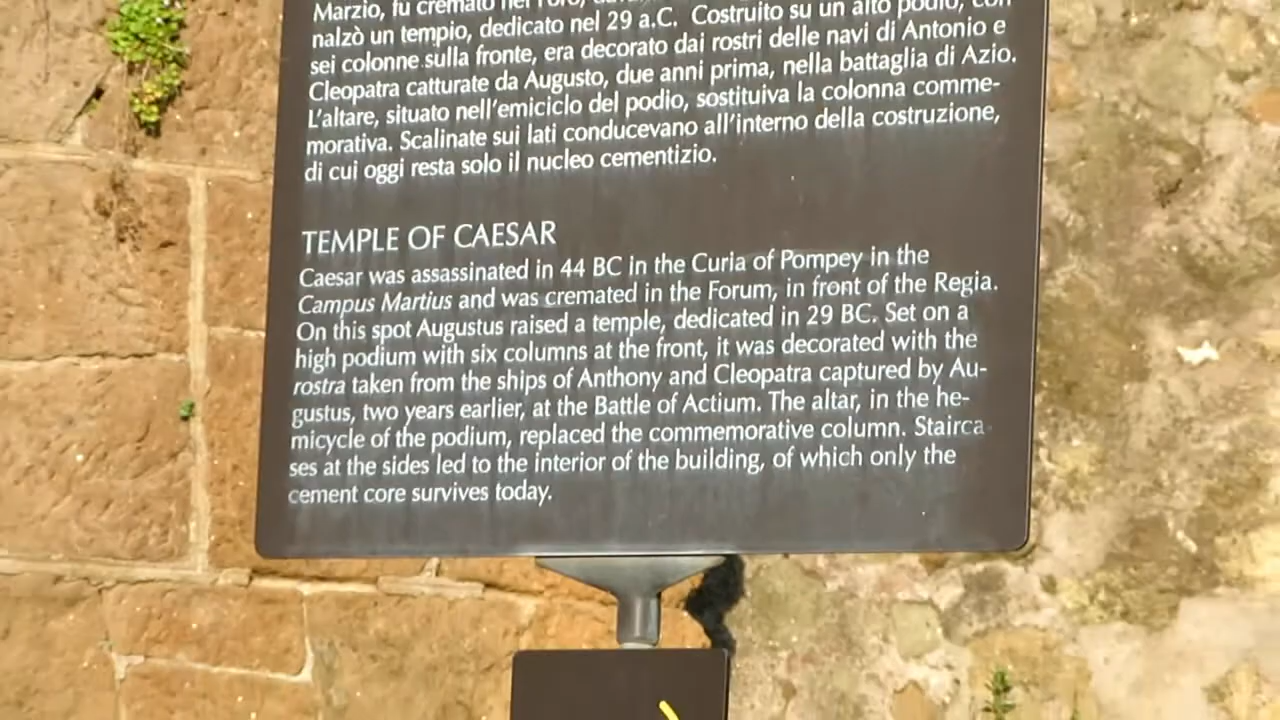 Marzio, fu cremato nel Foro,
nalzò un tempio, dedicato nel 29 a.C. Costruito su un alto podio, con
sei colonne sulla fronte, era decorato dai rostri delle navi di Antonio e
Cleopatra catturate da Augusto, due anni prima, nella battaglia di Azio.
L'altare, situato nell'emiciclo del podio, sostituiva la colonna comme-
morativa. Scalinate sui lati conducevano all'interno della costruzione,
di cui oggi resta solo il nucleo cementizio.
TEMPLE OF CAESAR
Caesar was assassinated in 44 BC in the Curia of Pompey in the
Campus Martius and was cremated in the Forum, in front of the Regia.
On this spot Augustus raised a temple, dedicated in 29 BC. Set on a
high podium with six columns at the front, it was decorated with the
rostra taken from the ships of Anthony and Cleopatra captured by Au-
gustus, two years earlier, at the Battle of Actium. The altar, in the he-
micycle of the podium, replaced the commemorative column. Stairca
ses at the sides led to the interior of the building, of which only the
cement core survives today.